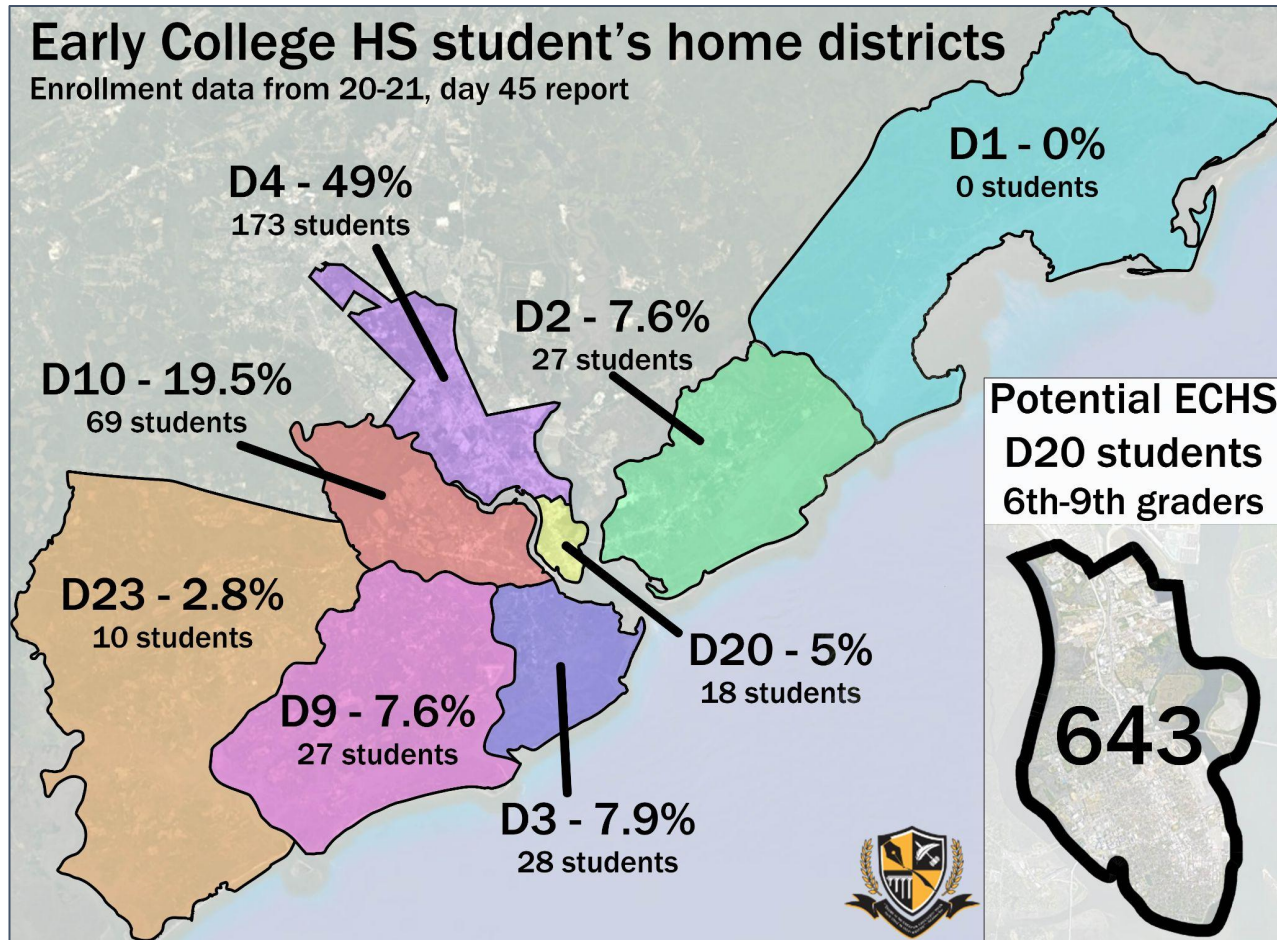 Early College HS student's home districts
Enrollment data from 20-21, day 45 report
D1 - 0%
0 students
D4 - 49%
173 students
D2 - 7.6%
27 students
D10 - 19.5%
69 students
Potential ECHS
D20 students
6th-9th graders
643
D23 - 2.8%
10 students
D20 - 5%
18 students
D9 - 7.6%
27 students
D3 - 7.9%
28 students